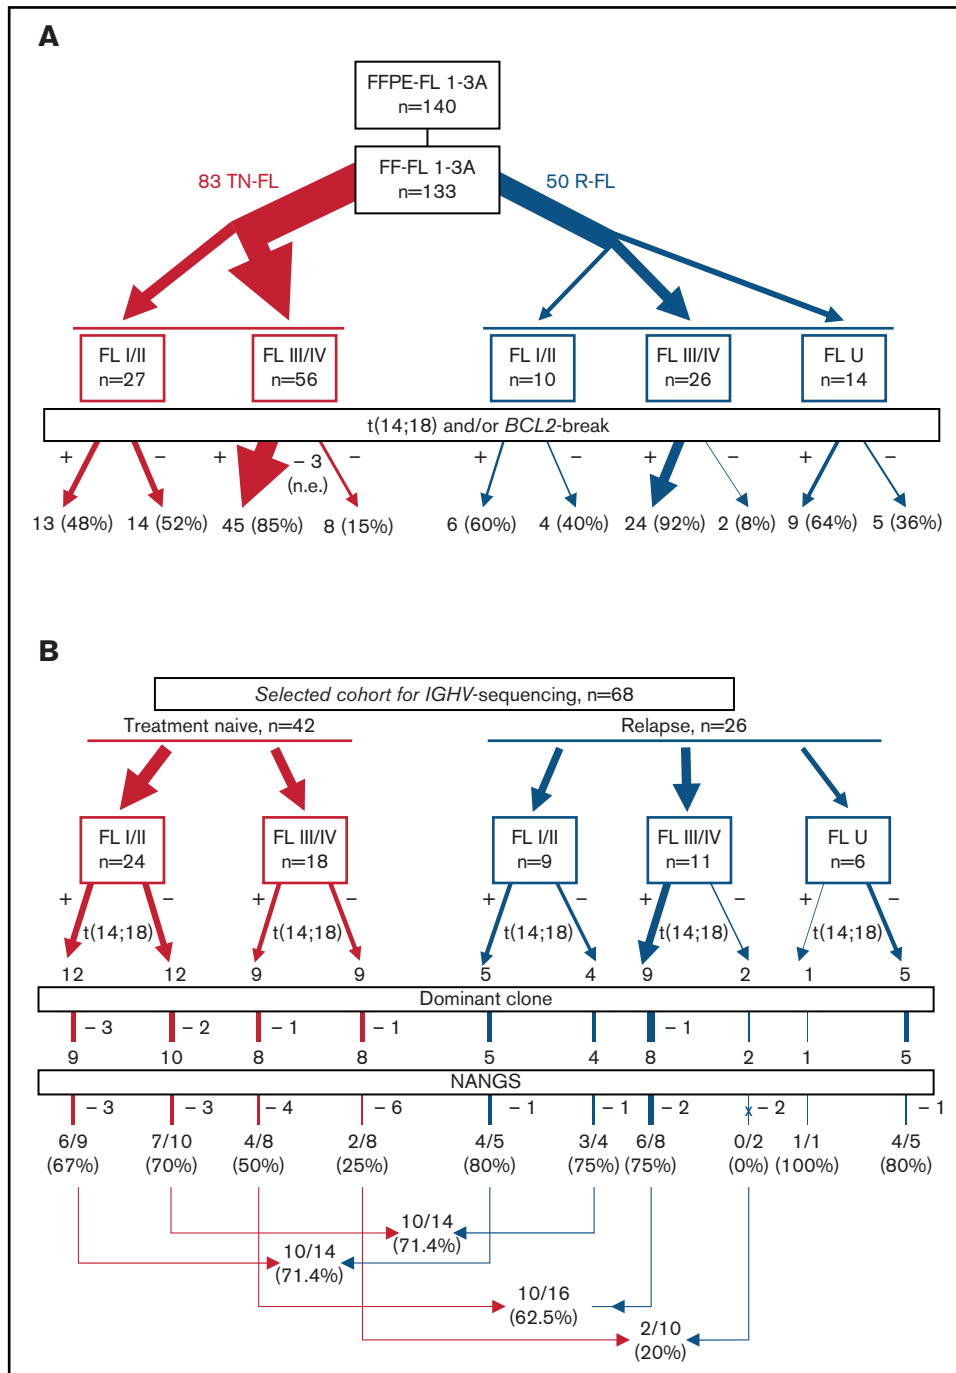 A
FFPE-FL 1-3A
n=140
FF-FL 1-3A
n=133
83 TN-FL
50 R-FL
FL I/II
n=27
FL III/IV
n=56
FL I/II
n=10
FL III/IV
n=26
FL U
n=14
t(14;18) and/or BCL2-break
+ − + − 3 (n.e.) − + − + − + −
13 (48%) 14 (52%) 45 (85%) 8 (15%) 6 (60%) 4 (40%) 24 (92%) 2 (8%) 9 (64%) 5 (36%)
B
Selected cohort for IGHV-sequencing, n=68
Treatment naive, n=42
Relapse, n=26
FL I/II
n=24
FL III/IV
n=18
FL I/II
n=9
FL III/IV
n=11
FL U
n=6
+ − + − + − + − + −
t(14;18) t(14;18) t(14;18) t(14;18) t(14;18)
12 12 9 9 5 4 9 2 1 5
Dominant clone
− 3 − 2 − 1 − 1 − 1
9 10 8 8 5 4 8 2 1 5
NANGS
− 3 − 3 − 4 − 6 − 1 − 1 − 2 x − 2 − 1
6/9 7/10 4/8 2/8 4/5 3/4 6/8 0/2 1/1 4/5
(67%) (70%) (50%) (25%) (80%) (75%) (75%) (0%) (100%) (80%)
10/14
(71.4%)
10/14
(71.4%)
10/16
(62.5%)
2/10
(20%)